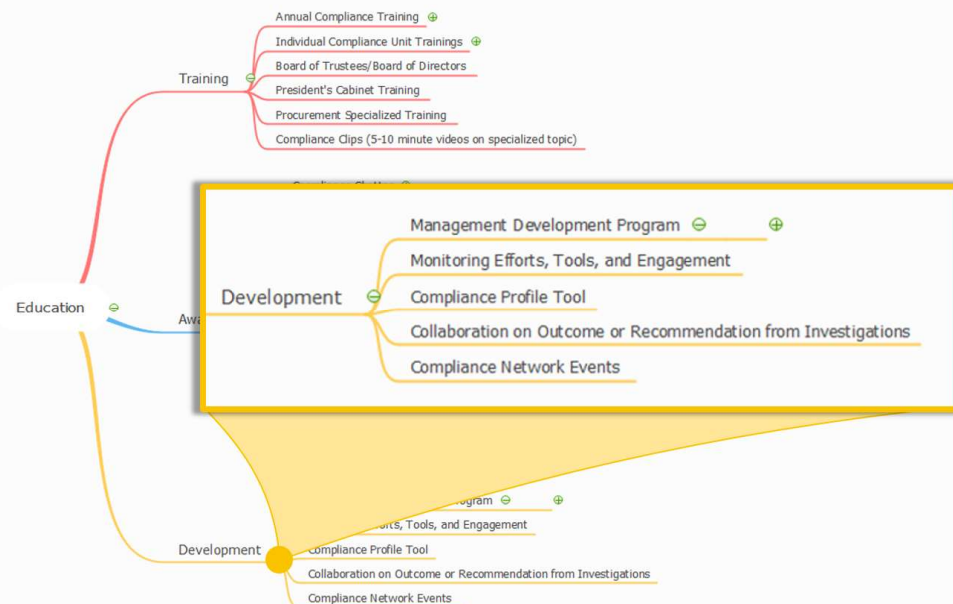 Annual Compliance Training
Individual Compliance Unit Trainings
Board of Trustees/Board of Directors
Training
President's Cabinet Training
Procurement Specialized Training
Compliance Clips (5-10 minute videos on specialized topic)
Management Development Program
Monitoring Efforts, Tools, and Engagement
Development
Compliance Profile Tool
Education
Collaboration on Outcome or Recommendation from Investigations
Compliance Network Events
Tools, and Engagement
Development
Compliance Profile Tool
Collaboration on Outcome or Recommendation from Investigations
Compliance Network Events